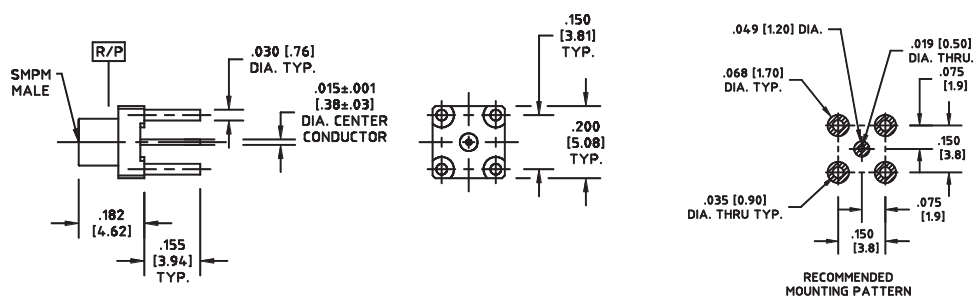 R/P
SMPM
MALE
.030 [.76]
DIA. TYP.
.015±.001
[.38±.03]
DIA. CENTER
CONDUCTOR
.182
[4.62]
.155
[3.94]
TYP.
.150
[3.81]
TYP.
.200
[5.08]
TYP.
.049 [1.20] DIA.
.019 [0.50]
DIA. THRU.
.068 [1.70]
DIA. TYP.
.075
[1.9]
.150
[3.8]
.035 [0.90]
DIA. THRU TYP.
.075
[1.9]
.150
[3.8]
RECOMMENDED
MOUNTING PATTERN